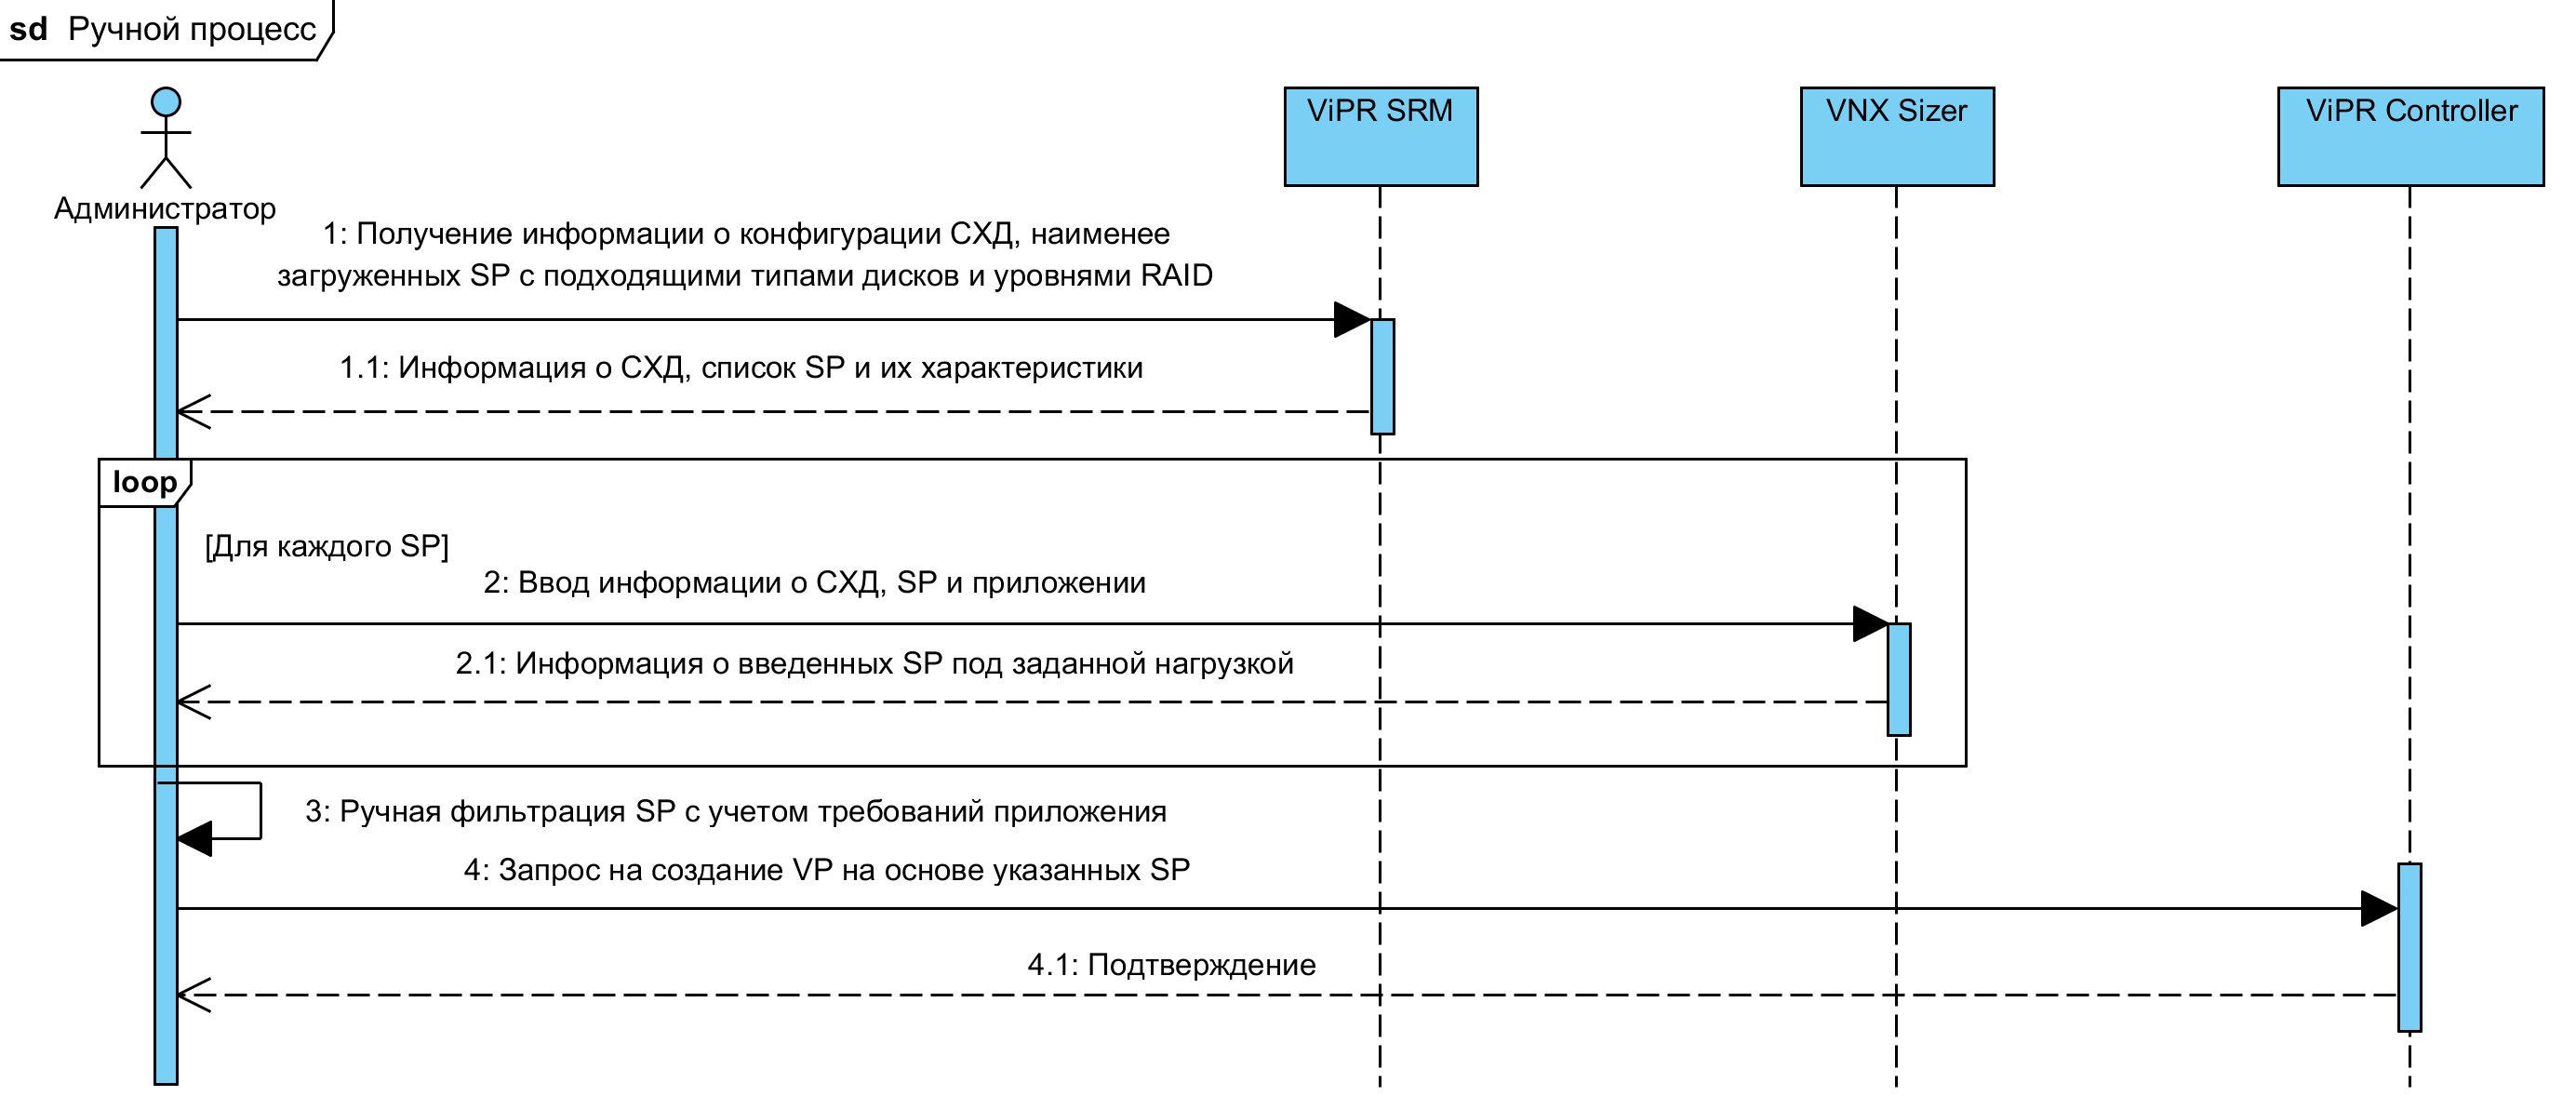 sd Ручной процесс
ViPR SRM
VNX Sizer
ViPR Controller
Администратор
1: Получение информации о конфигурации СХД, наименее
загруженных SP с подходящими типами дисков и уровнями RAID
1.1: Информация о СХД, список SP и их характеристики
loop
[Для каждого SP]
2: Ввод информации о СХД, SP и приложении
2.1: Информация о введенных SP под заданной нагрузкой
3: Ручная фильтрация SP с учетом требований приложения
4: Запрос на создание VP на основе указанных SP
4.1: Подтверждение